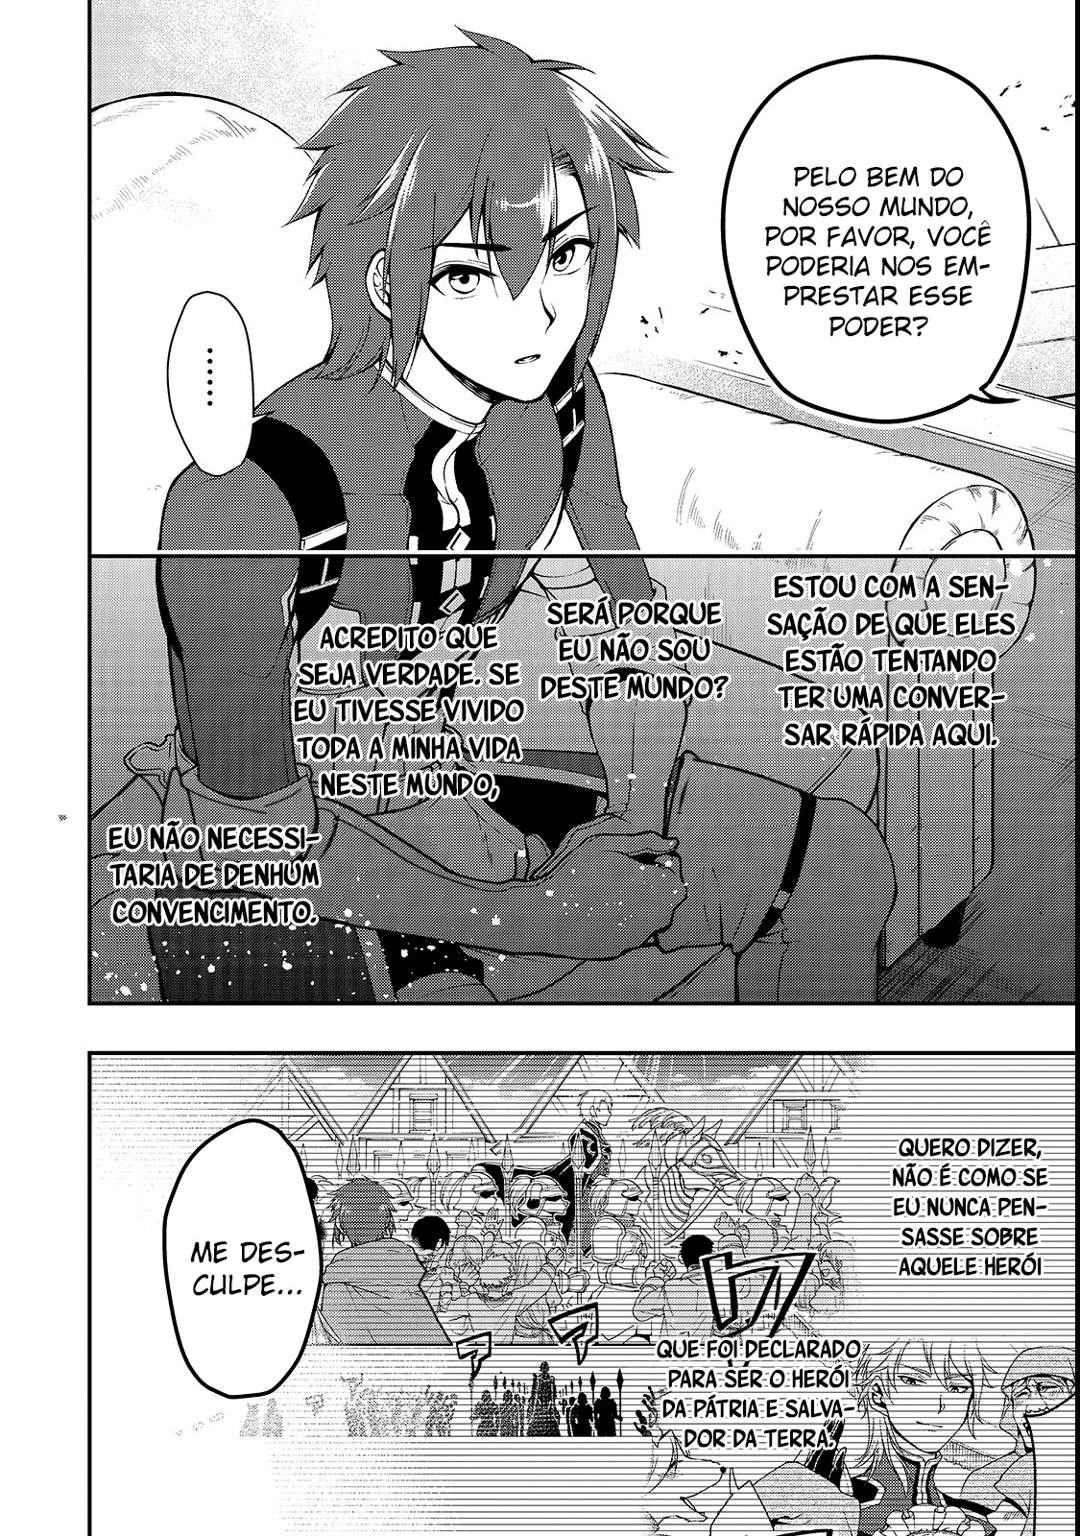 PELO BEM DO
NOSSO MUNDO,
POR FAVOR, VOCÊ
PODERIA NOS EM-
PRESTAR ESSE
PODER?
........
ESTOU COM A SEN-
SAÇÃO DE QUE ELES
ESTÃO TENTANDO
TER UMA CONVER-
SAR RÁPIDA AQUI.
SERÁ PORQUE
EU NÃO SOU
DESTE MUNDO?
ACREDITO QUE
SEJA VERDADE. SE
EU TIVESSE VIVIDO
TODA A MINHA VIDA
NESTE MUNDO,
EU NÃO NECESSI-
TARIA DE DENHUM
CONVENCIMENTO.
QUERO DIZER,
NÃO É COMO SE
EU NUNCA PEN-
SASSE SOBRE
AQUELE HERÓI
QUE FOI DECLARADO
PARA SER O HERÓI
DA PÁTRIA E SALVA-
DOR DA TERRA.
ワァァァ
ME DES-
CULPE...